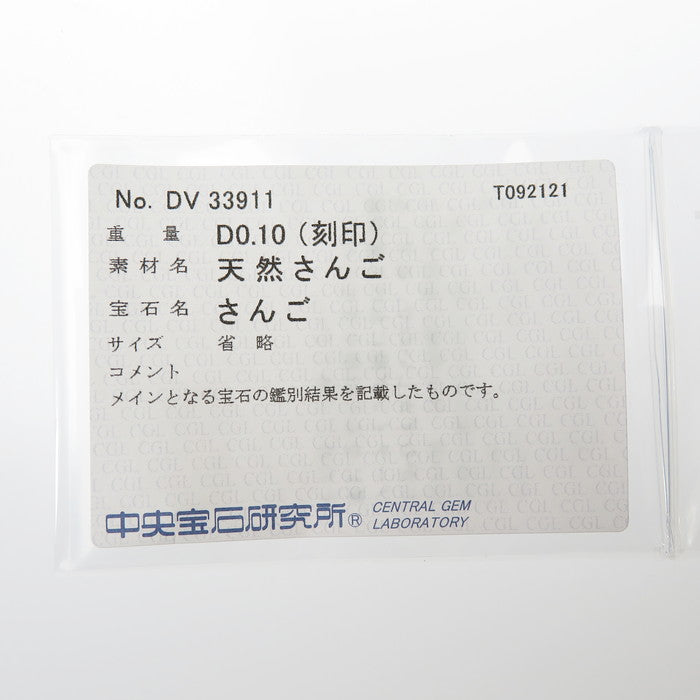 No. DV 33911 T092121
重 量 D0.10 (刻印)
素材名 天然さんご
宝石名 さんご
サイズ 省 略
コメント
メインとなる宝石の鑑別結果を記載したものです。
中央宝石研究所® CENTRAL GEM
LABORATORY